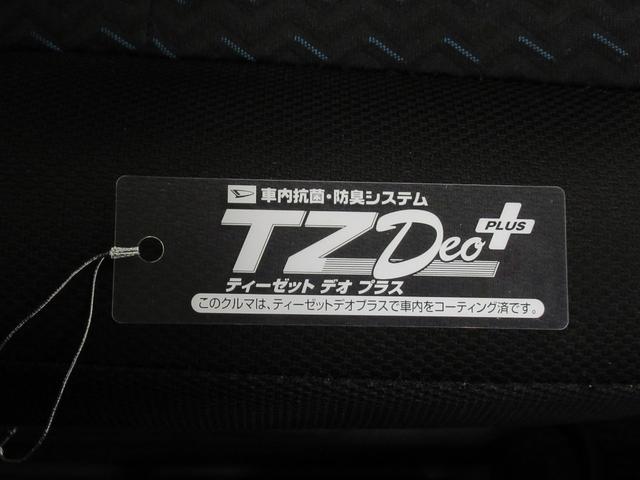 車内抗菌・防臭システム
TZ Deo PLUS
ティーゼット デオ プラス
このクルマは、ティーゼットデオプラスで車内をコーティング済です。